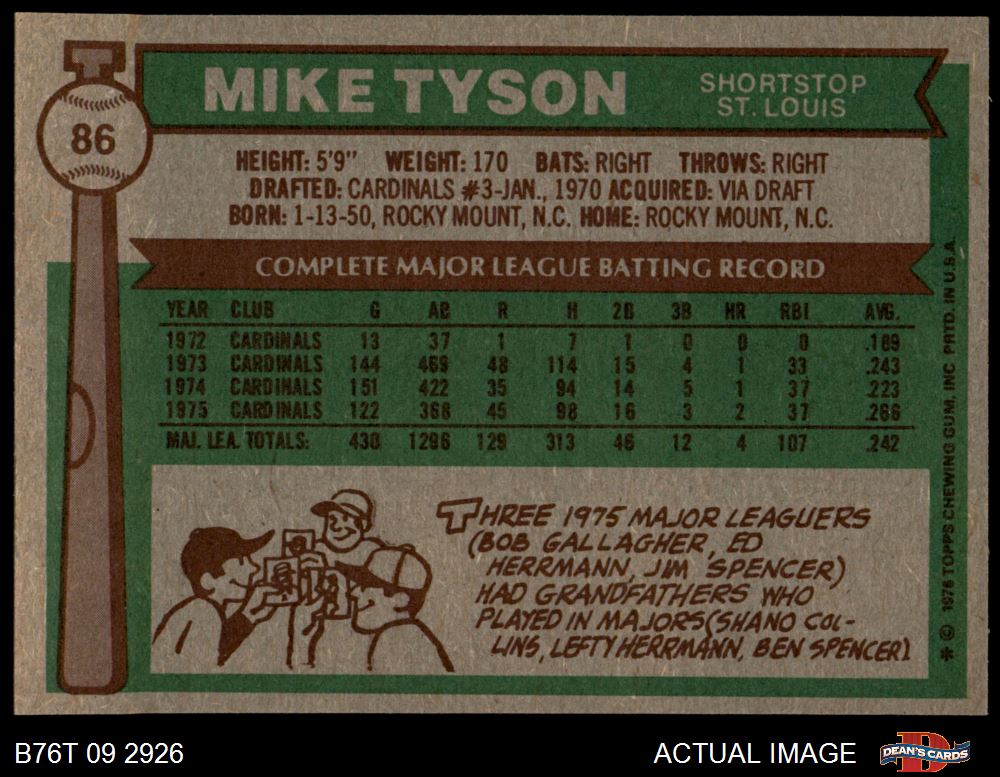 MIKE TYSON
SHORTSTOP
ST. LOUIS
86
HEIGHT: 5'9" WEIGHT: 170 BATS: RIGHT THROWS: RIGHT
DRAFTED: CARDINALS #3-JAN., 1970 ACQUIRED: VIA DRAFT
BORN: 1-13-50, ROCKY MOUNT, N.C. HOME: ROCKY MOUNT, N.C.
COMPLETE MAJOR LEAGUE BATTING RECORD
YEAR CLUB G AB R H 2B 3B HR RBI AVG.
1972 CARDINALS 13 37 1 7 1 0 0 0 .189
1973 CARDINALS 144 469 48 114 15 4 1 33 .243
1974 CARDINALS 151 422 35 94 14 5 1 37 .223
1975 CARDINALS 122 368 45 98 16 3 2 37 .266
MAJ. LEA. TOTALS: 430 1296 129 313 46 12 4 107 .242
THREE 1975 MAJOR LEAGUERS
(BOB GALLAGHER, ED
HERRMANN, JIM SPENCER)
HAD GRANDFATHERS WHO
PLAYED IN MAJORS (SHANO COL-
LINS, LEFTY HERRMANN, BEN SPENCER)
* © 1976 TOPPS CHEWING GUM, INC. PRTD. IN U.S.A.
B76T 09 2926
ACTUAL IMAGE
DEAN'S CARDS